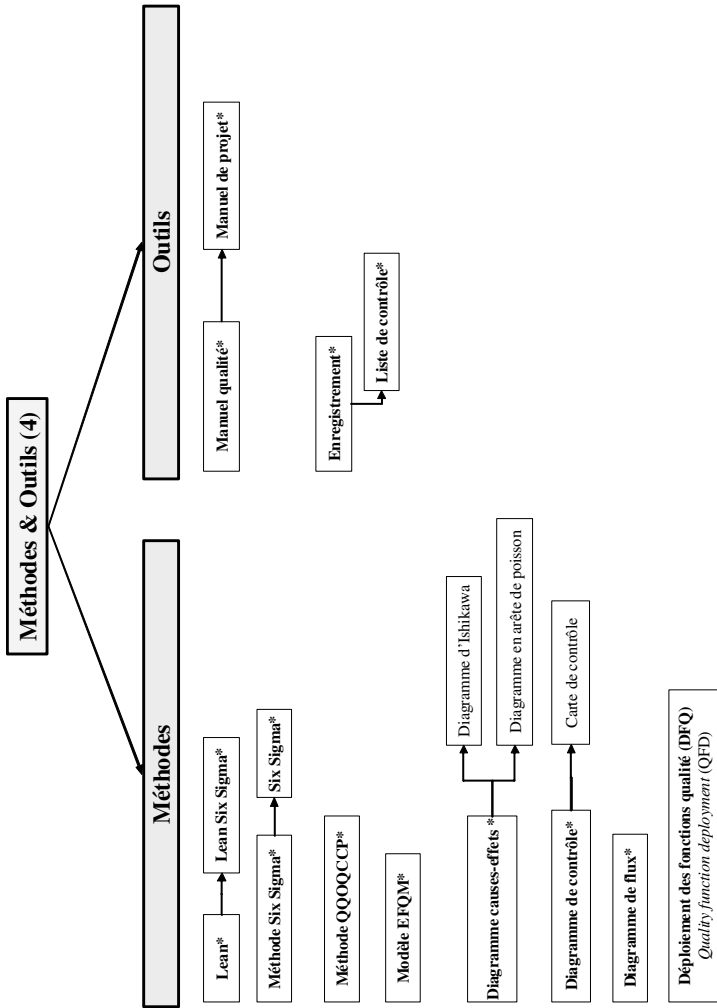 Méthodes & Outils (4)
Méthodes
Lean*
Lean Six Sigma*
Méthode Six Sigma*
Six Sigma*
Méthode QQOQCCP*
Modèle EFQM*
Diagramme causes-effets *
Diagramme d'Ishikawa
Diagramme en arête de poisson
Diagramme de contrôle*
Carte de contrôle
Diagramme de flux*
Déploiement des fonctions qualité (DFQ)
Quality function deployment (QFD)
Outils
Manuel qualité*
Manuel de projet*
Enregistrement*
Liste de contrôle*